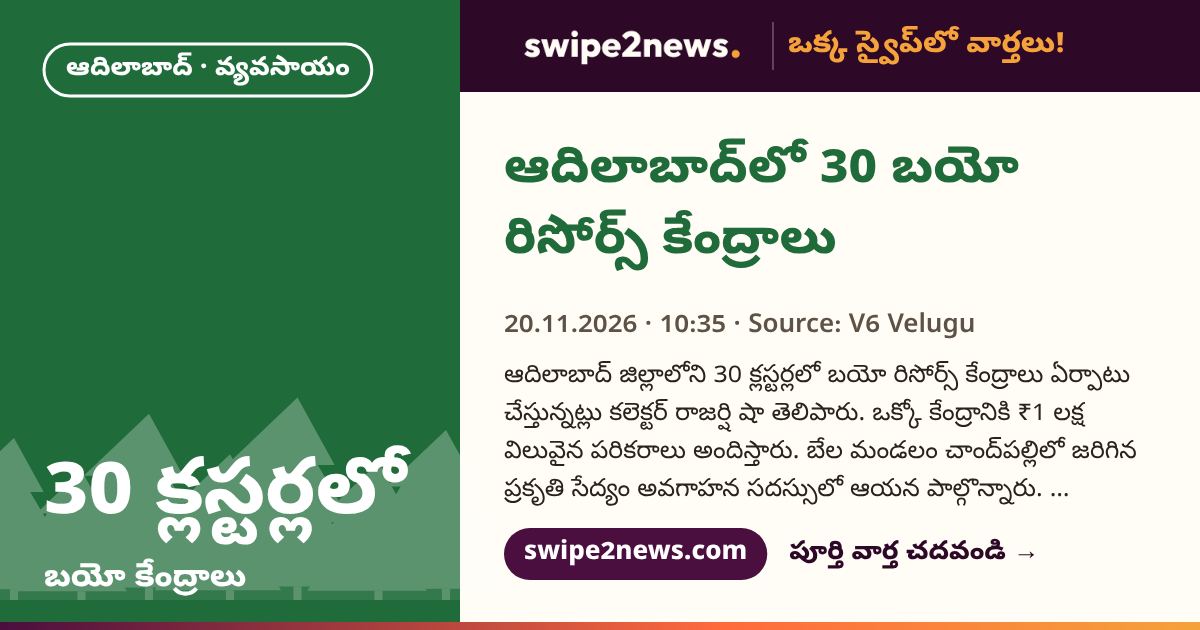 ఆదిలాబాద్ · వ్యవసాయం
30 క్లస్టర్లలో
బయో కేంద్రాలు
swipe2news.
ఒక్క స్వైప్‌లో వార్తలు!
ఆదిలాబాద్‌లో 30 బయో
రిసోర్స్ కేంద్రాలు
20.11.2026 · 10:35 · Source: V6 Velugu
ఆదిలాబాద్ జిల్లాలోని 30 క్లస్టర్లలో బయో రిసోర్స్ కేంద్రాలు ఏర్పాటు
చేస్తున్నట్లు కలెక్టర్ రాజర్షి షా తెలిపారు. ఒక్కో కేంద్రానికి ₹1 లక్ష
విలువైన పరికరాలు అందిస్తారు. బేల మండలం చాంద్‌పల్లిలో జరిగిన
ప్రకృతి సేద్యం అవగాహన సదస్సులో ఆయన పాల్గొన్నారు. ...
swipe2news.com
పూర్తి వార్త చదవండి →